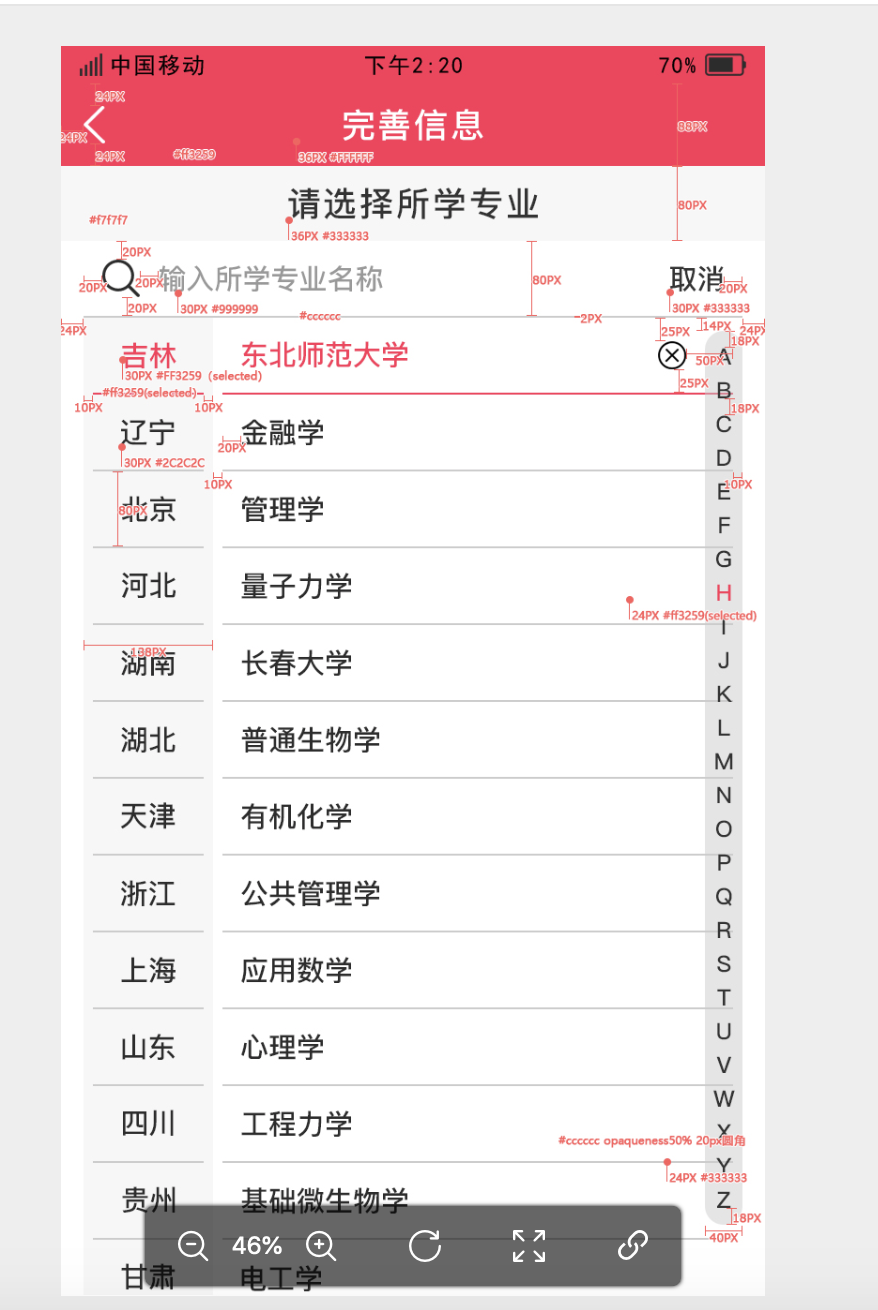 中国移动 下午2:20 70%
24PX
完善信息
88PX
24PX
24PX #ff3259 36PX #FFFFFF
请选择所学专业
80PX
#f7f7f7
36PX #333333
20PX
输入所学专业名称 取消
20PX 20PX 80PX 20PX
20PX 30PX #999999 #cccccc 2PX 30PX #333333
24PX 25PX 14PX 24PX
18PX
吉林 东北师范大学 50PX A
30PX #FF3259（selected） 25PX
#ff3259(selected) B
10PX 10PX 18PX
C
辽宁 金融学
20PX
30PX #2C2C2C D
10PX 10PX
E
80PX
北京 管理学
F
G
河北 量子力学 H
24PX #ff3259(selected)
I
138PX
湖南 长春大学 J
K
L
湖北 普通生物学
M
N
天津 有机化学
O
P
浙江 公共管理学 Q
R
上海 应用数学 S
T
U
山东 心理学
V
W
四川 工程力学 X
#cccccc opaqueness50% 20px圆角
Y
24PX #333333
贵州 基础微生物学 Z
18PX
40PX
46%
甘肃 电工学